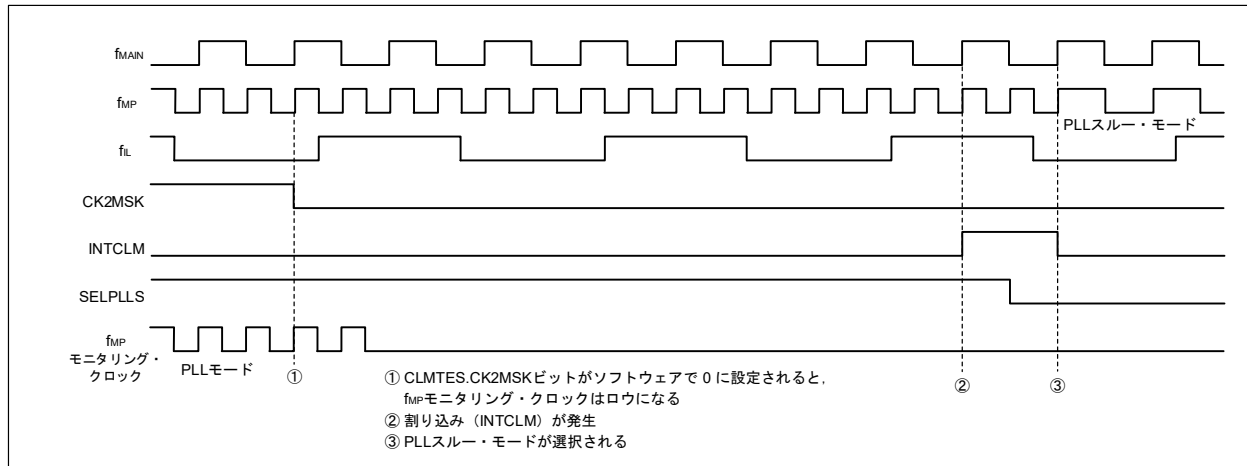 fMAIN
fMP
PLLスルー・モード
fIL
CK2MSK
INTCLM
SELPLLS
fMP
モニタリング・
クロック
PLLモード
①
②
③
① CLMTES.CK2MSKビットがソフトウェアで 0 に設定されると,
fMPモニタリング・クロックはロウになる
② 割り込み（INTCLM）が発生
③ PLLスルー・モードが選択される